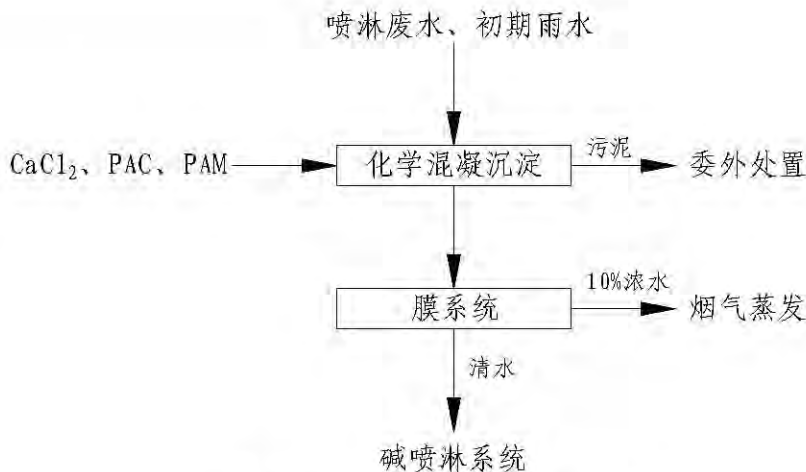 喷淋废水、初期雨水
CaCl₂、PAC、PAM
化学混凝沉淀
污泥
委外处置
膜系统
10%浓水
烟气蒸发
清水
碱喷淋系统